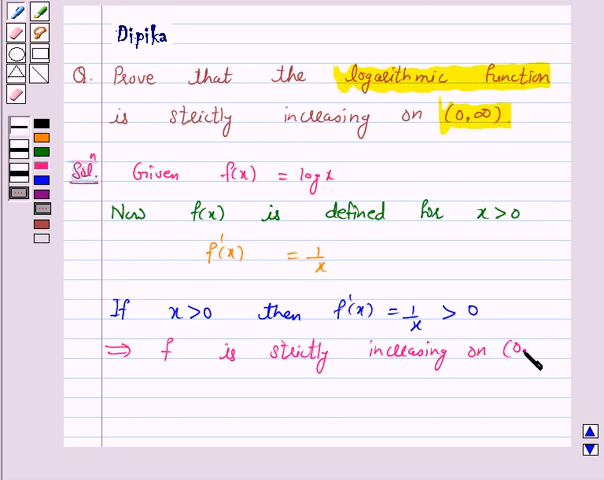 Dipika
Q. Prove that the logarithmic function
is strictly increasing on (0,∞).
Solⁿ. Given f(x) = log x
Now f(x) is defined for x>0
f'(x) = 1/x
If x>0 then f'(x) = 1/x > 0
⇒ f is strictly increasing on (0,